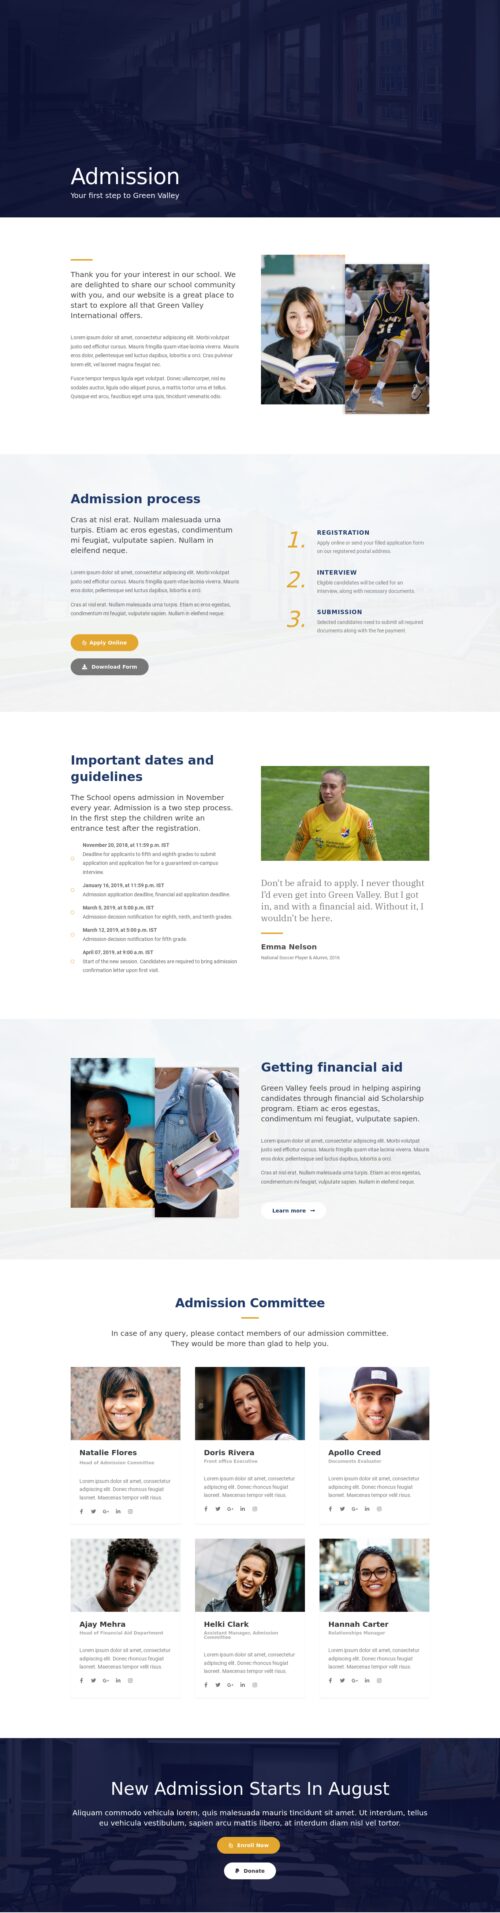 Admission
Your first step to Green Valley
Thank you for your interest in our school. We
are delighted to share our school community
with you, and our website is a great place to
start to explore all that Green Valley
International offers.
Lorem ipsum dolor sit amet, consectetur adipiscing elit. Morbi volutpat
justo sed efficitur cursus. Mauris fringilla quam vitae lacinia viverra. Mauris
eros dolor, pellentesque sed luctus dapibus, lobortis a orci. Cras pulvinar
lorem elit, vel laoreet magna feugiat nec.
Fusce tempor tempus ligula eget volutpat. Donec ullamcorper, nisl eu
sodales auctor, ligula odio aliquet purus, a mattis tortor urna et tellus.
Quisque est arcu, faucibus eget urna quis, tincidunt venenatis odio.
Admission process
Cras at nisl erat. Nullam malesuada urna
turpis. Etiam ac eros egestas, condimentum
mi feugiat, vulputate sapien. Nullam in
eleifend neque.
Lorem ipsum dolor sit amet, consectetur adipiscing elit. Morbi volutpat
justo sed efficitur cursus. Mauris fringilla quam vitae lacinia viverra. Mauris
eros dolor, pellentesque sed luctus dapibus, lobortis a orci.
Cras at nisl erat. Nullam malesuada urna turpis. Etiam ac eros egestas,
condimentum mi feugiat, vulputate sapien. Nullam in eleifend neque.
Apply Online
Download Form
1. REGISTRATION
Apply online or send your filled application form
on our registered postal address.
2. INTERVIEW
Eligible candidates will be called for an
interview, along with necessary documents.
3. SUBMISSION
Selected candidates need to submit all required
documents along with the fee payment.
Important dates and
guidelines
The School opens admission in November
every year. Admission is a two step process.
In the first step the children write an
entrance test after the registration.
November 20, 2018, at 11:59 p.m. IST
Deadline for applicants to fifth and eighth grades to submit
application and application fee for a guaranteed on-campus
interview.
January 16, 2019, at 11:59 p.m. IST
Admission application deadline, financial aid application deadline.
March 5, 2019, at 5:00 p.m. IST
Admission decision notification for eighth, ninth, and tenth grades.
March 12, 2019, at 5:00 p.m. IST
Admission decision notification for fifth grade.
April 07, 2019, at 9:00 a.m. IST
Start of the new session. Candidates are required to bring admission
confirmation letter upon first visit.
Don't be afraid to apply. I never thought
I'd even get into Green Valley. But I got
in, and with a financial aid. Without it, I
wouldn't be here.
Emma Nelson
National Soccer Player & Alumni, 2016
Getting financial aid
Green Valley feels proud in helping aspiring
candidates through financial aid Scholarship
program. Etiam ac eros egestas,
condimentum mi feugiat, vulputate sapien.
Lorem ipsum dolor sit amet, consectetur adipiscing elit. Morbi volutpat
justo sed efficitur cursus. Mauris fringilla quam vitae lacinia viverra. Mauris
eros dolor, pellentesque sed luctus dapibus, lobortis a orci.
Cras at nisl erat. Nullam malesuada urna turpis. Etiam ac eros egestas,
condimentum mi feugiat, vulputate sapien. Nullam in eleifend neque.
Learn more
Admission Committee
In case of any query, please contact members of our admission committee.
They would be more than glad to help you.
Natalie Flores
Head of Admission Committee
Lorem ipsum dolor sit amet, consectetur
adipiscing elit. Donec rhoncus feugiat
laoreet. Maecenas tempor velit risus.
Doris Rivera
Front office Executive
Lorem ipsum dolor sit amet, consectetur
adipiscing elit. Donec rhoncus feugiat
laoreet. Maecenas tempor velit risus.
Apollo Creed
Documents Evaluator
Lorem ipsum dolor sit amet, consectetur
adipiscing elit. Donec rhoncus feugiat
laoreet. Maecenas tempor velit risus.
Ajay Mehra
Head of Financial Aid Department
Lorem ipsum dolor sit amet, consectetur
adipiscing elit. Donec rhoncus feugiat
laoreet. Maecenas tempor velit risus.
Helki Clark
Assistant Manager, Admission
Committee
Lorem ipsum dolor sit amet, consectetur
adipiscing elit. Donec rhoncus feugiat
laoreet. Maecenas tempor velit risus.
Hannah Carter
Relationships Manager
Lorem ipsum dolor sit amet, consectetur
adipiscing elit. Donec rhoncus feugiat
laoreet. Maecenas tempor velit risus.
New Admission Starts In August
Aliquam commodo vehicula lorem, quis malesuada mauris tincidunt sit amet. Ut interdum, tellus
eu vehicula vestibulum, sapien arcu mattis libero, at interdum diam nisl vel tortor.
Enroll Now
Donate